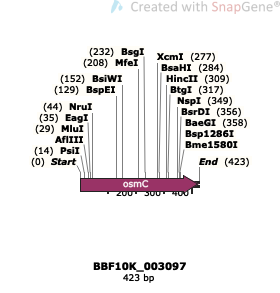 Created with SnapGene®
(232) BsgI
(208) MfeI
(152) BsiWI
(129) BspEI
(44) NruI
(35) EagI
(29) MluI
AflIII
(14) PsiI
(0) Start
XcmI (277)
BsaHI (284)
HincII (309)
BtgI (317)
NspI (349)
BsrDI (356)
BaeGI (358)
Bsp1286I
Bme1580I
End (423)
osmC
200 300 400
BBF10K_003097
423 bp